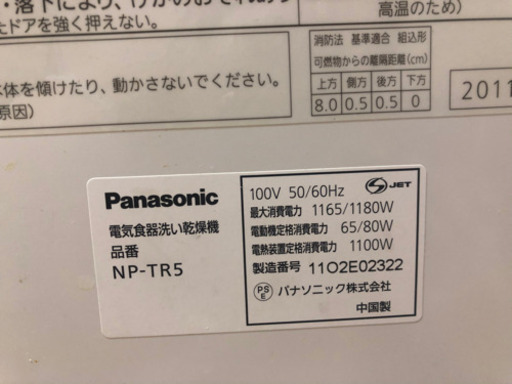 ・落下により、けがのおそれあり
たドアを強く押えない。
高温のため）
本体を傾けたり、動かさないでください。
原因）
消防法 基準適合 組込形
可燃物からの離隔距離(cm)
上方 側方 後方 下方
8.0 0.5 0.5 0
2011
Panasonic
電気食器洗い乾燥機
品番
NP-TR5
100V 50/60Hz
S JET
最大消費電力 1165/1180W
電動機定格消費電力 65/80W
電熱装置定格消費電力 1100W
製造番号 11O2E02322
PSE パナソニック株式会社
中国製